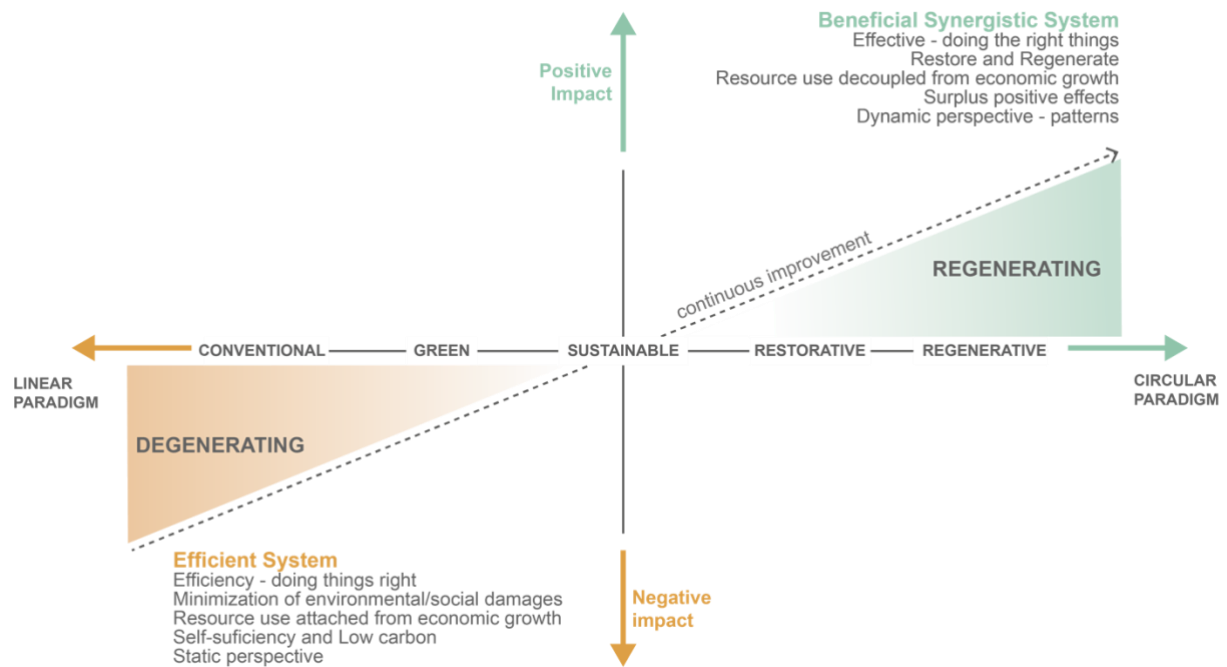 Beneficial Synergistic System
Effective - doing the right things
Restore and Regenerate
Resource use decoupled from economic growth
Surplus positive effects
Dynamic perspective - patterns
Positive
Impact
continuous improvement
REGENERATING
CONVENTIONAL
GREEN
SUSTAINABLE
RESTORATIVE
REGENERATIVE
LINEAR
PARADIGM
CIRCULAR
PARADIGM
DEGENERATING
Efficient System
Efficiency - doing things right
Minimization of environmental/social damages
Resource use attached from economic growth
Self-suficiency and Low carbon
Static perspective
Negative
impact